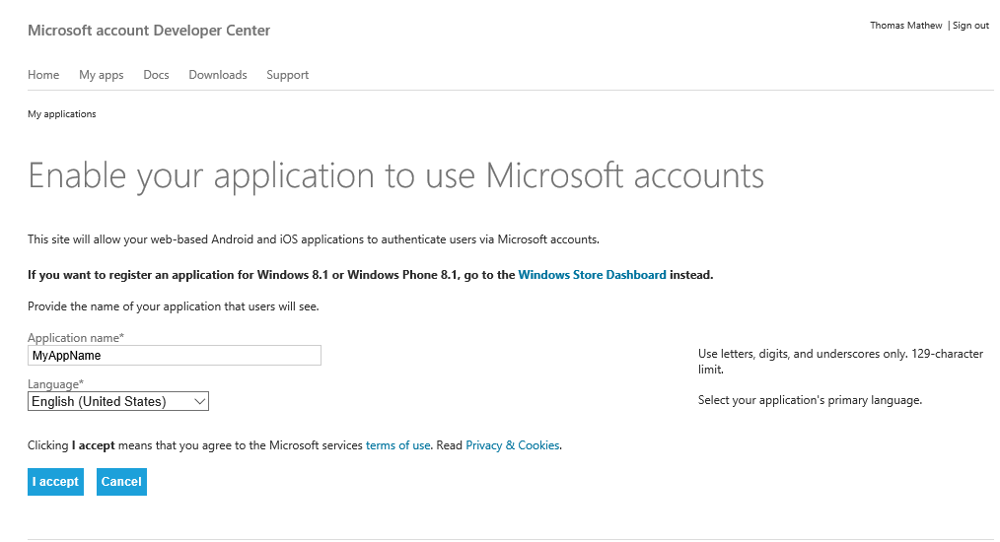 Microsoft account Developer Center
Thomas Mathew | Sign out
Home My apps Docs Downloads Support
My applications
Enable your application to use Microsoft accounts
This site will allow your web-based Android and iOS applications to authenticate users via Microsoft accounts.
If you want to register an application for Windows 8.1 or Windows Phone 8.1, go to the Windows Store Dashboard instead.
Provide the name of your application that users will see.
Application name*
MyAppName
Use letters, digits, and underscores only. 129-character
limit.
Language*
English (United States)
Select your application's primary language.
Clicking I accept means that you agree to the Microsoft services terms of use. Read Privacy & Cookies.
I accept Cancel